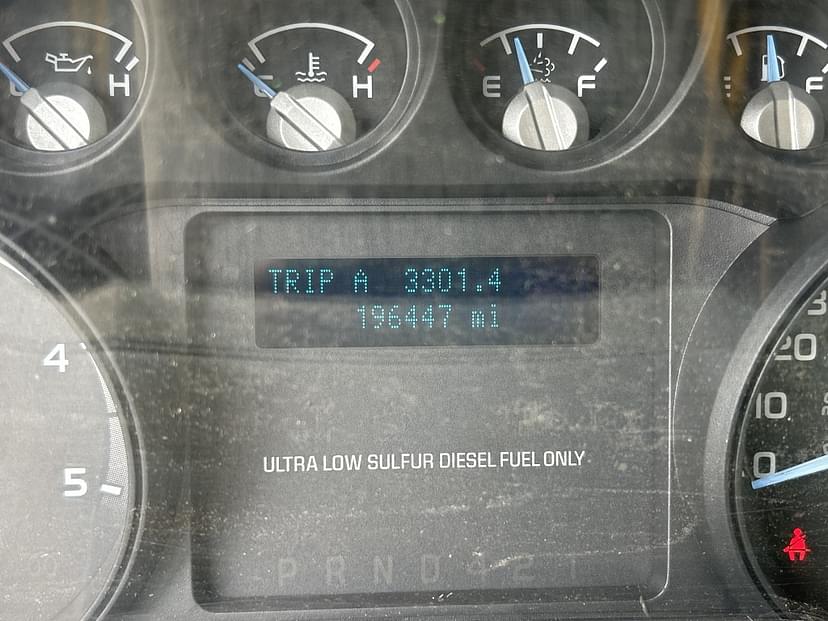 H
H
E F
F
TRIP A 3301.4
196447 mi
4
5
20
10
0
ULTRA LOW SULFUR DIESEL FUEL ONLY
P R N D 4 2 1